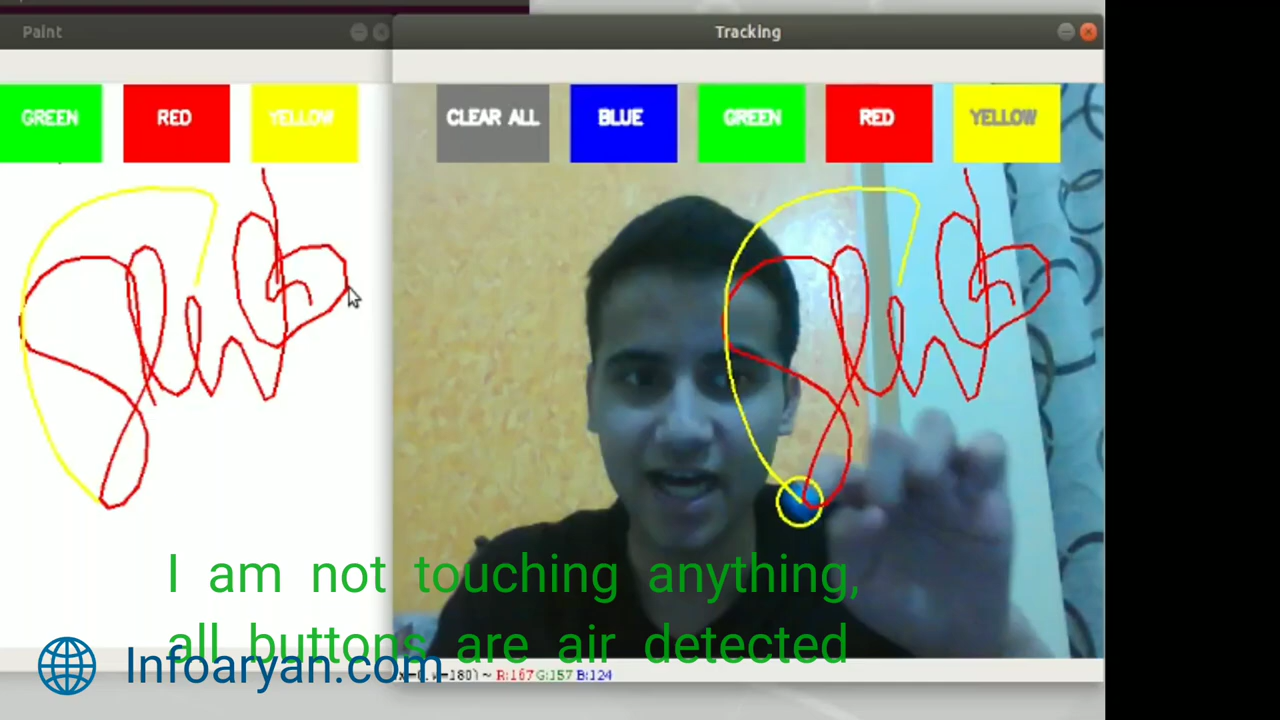 Paint
Tracking
GREEN
RED
YELLOW
CLEAR ALL
BLUE
GREEN
RED
YELLOW
I am not touching anything,
all buttons are air detected
Infoaryan.com
R:167 G:157 B:124